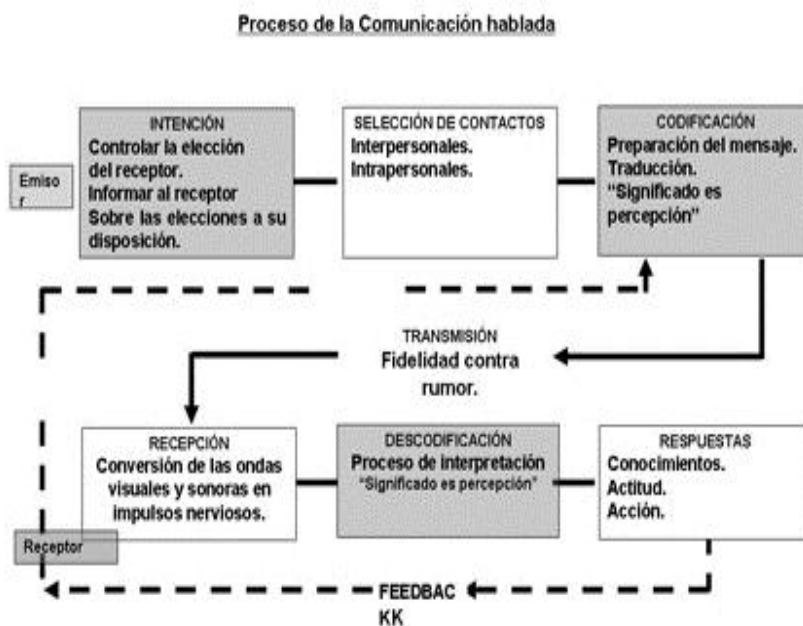 Proceso de la Comunicación hablada
Emiso
r
INTENCIÓN
Controlar la elección
del receptor.
Informar al receptor
Sobre las elecciones a su
disposición.
SELECCIÓN DE CONTACTOS
Interpersonales.
Intrapersonales.
CODIFICACIÓN
Preparación del mensaje.
Traducción.
“Significado es
percepción”
TRANSMISIÓN
Fidelidad contra
rumor.
RECEPCIÓN
Conversión de las ondas
visuales y sonoras en
impulsos nerviosos.
Receptor
DESCODIFICACIÓN
Proceso de interpretación
“Significado es percepción”
RESPUESTAS
Conocimientos.
Actitud.
Acción.
FEEDBAC
KK